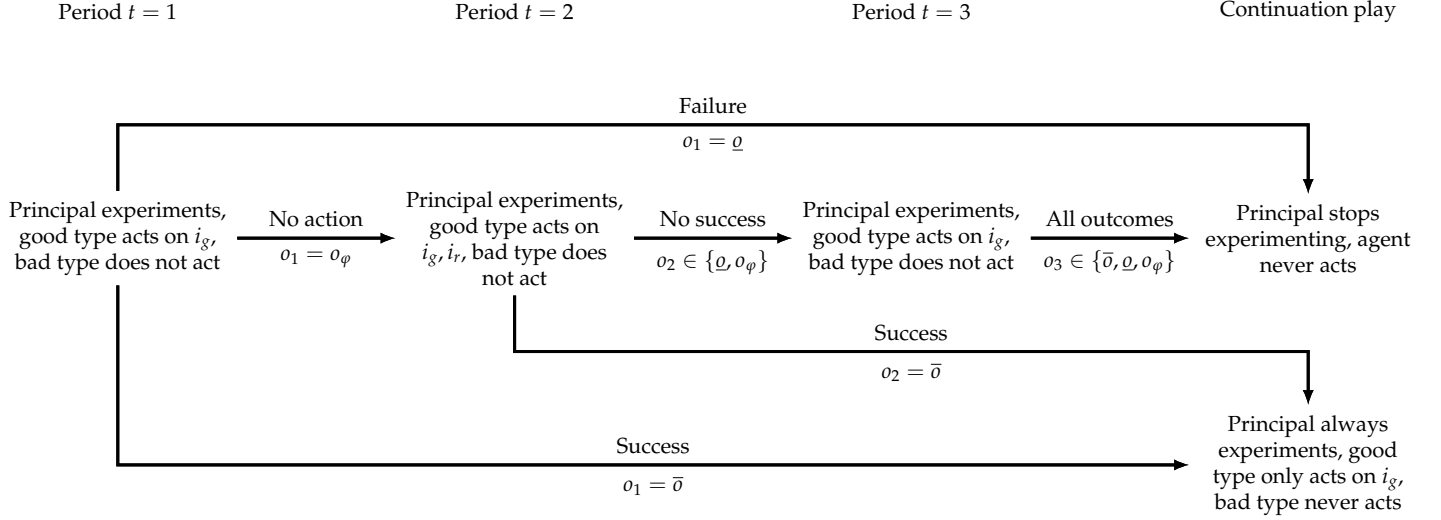 Period t = 1
Period t = 2
Period t = 3
Continuation play
Failure
o₁ = o̲
Principal experiments,
good type acts on i_g,
bad type does not act
No action
o₁ = o_φ
Principal experiments,
good type acts on
i_g, i_r, bad type does
not act
No success
o₂ ∈ {o̲, o_φ}
Principal experiments,
good type acts on i_g,
bad type does not act
All outcomes
o₃ ∈ {o̅, o̲, o_φ}
Principal stops
experimenting, agent
never acts
Success
o₂ = o̅
Success
o₁ = o̅
Principal always
experiments, good
type only acts on i_g,
bad type never acts